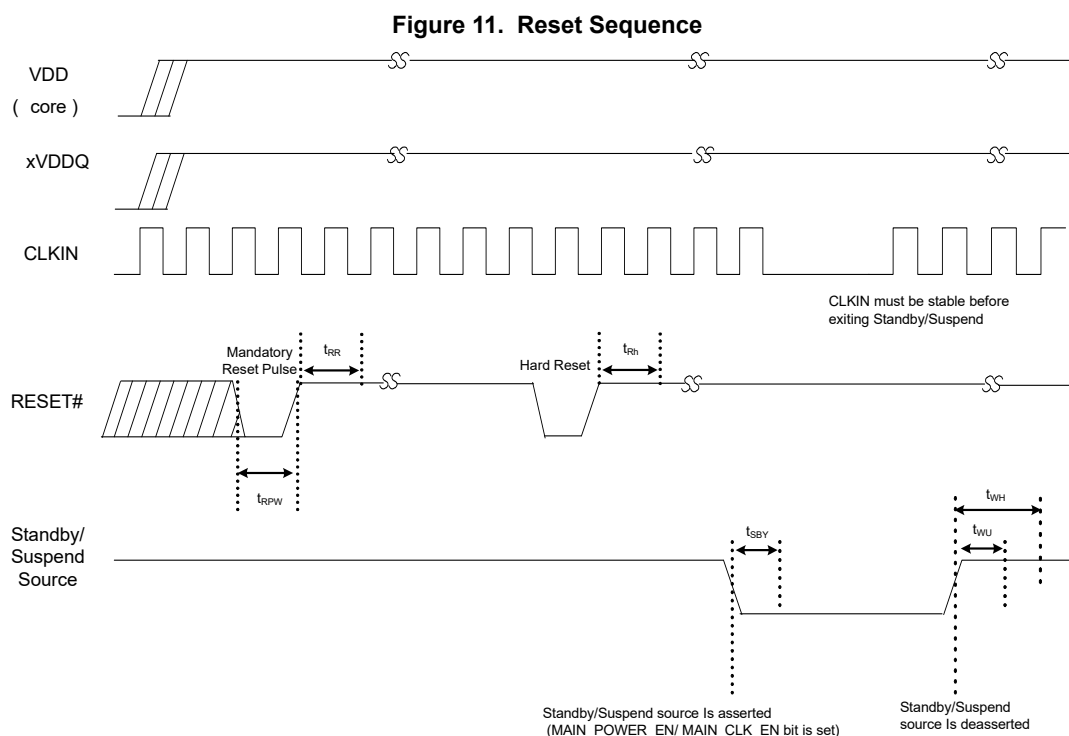 Figure 11. Reset Sequence
VDD
( core )
xVDDQ
CLKIN
CLKIN must be stable before
exiting Standby/Suspend
Mandatory
Reset Pulse
tRR
Hard Reset
tRh
RESET#
tRPW
tWH
Standby/
Suspend
Source
tSBY
tWU
Standby/Suspend source Is asserted
(MAIN_POWER_EN/ MAIN_CLK_EN bit is set)
Standby/Suspend
source Is deasserted